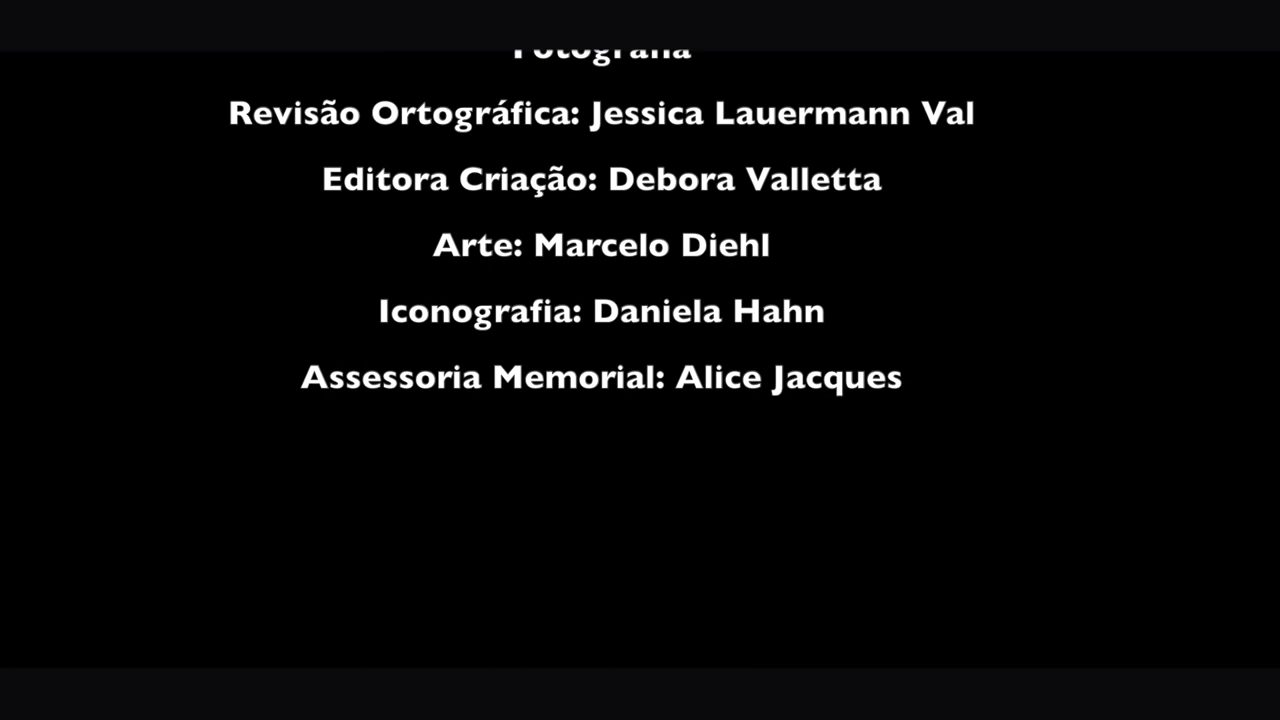 Fotografia
Revisão Ortográfica: Jessica Lauermann Val
Editora Criação: Debora Valletta
Arte: Marcelo Diehl
Iconografia: Daniela Hahn
Assessoria Memorial: Alice Jacques